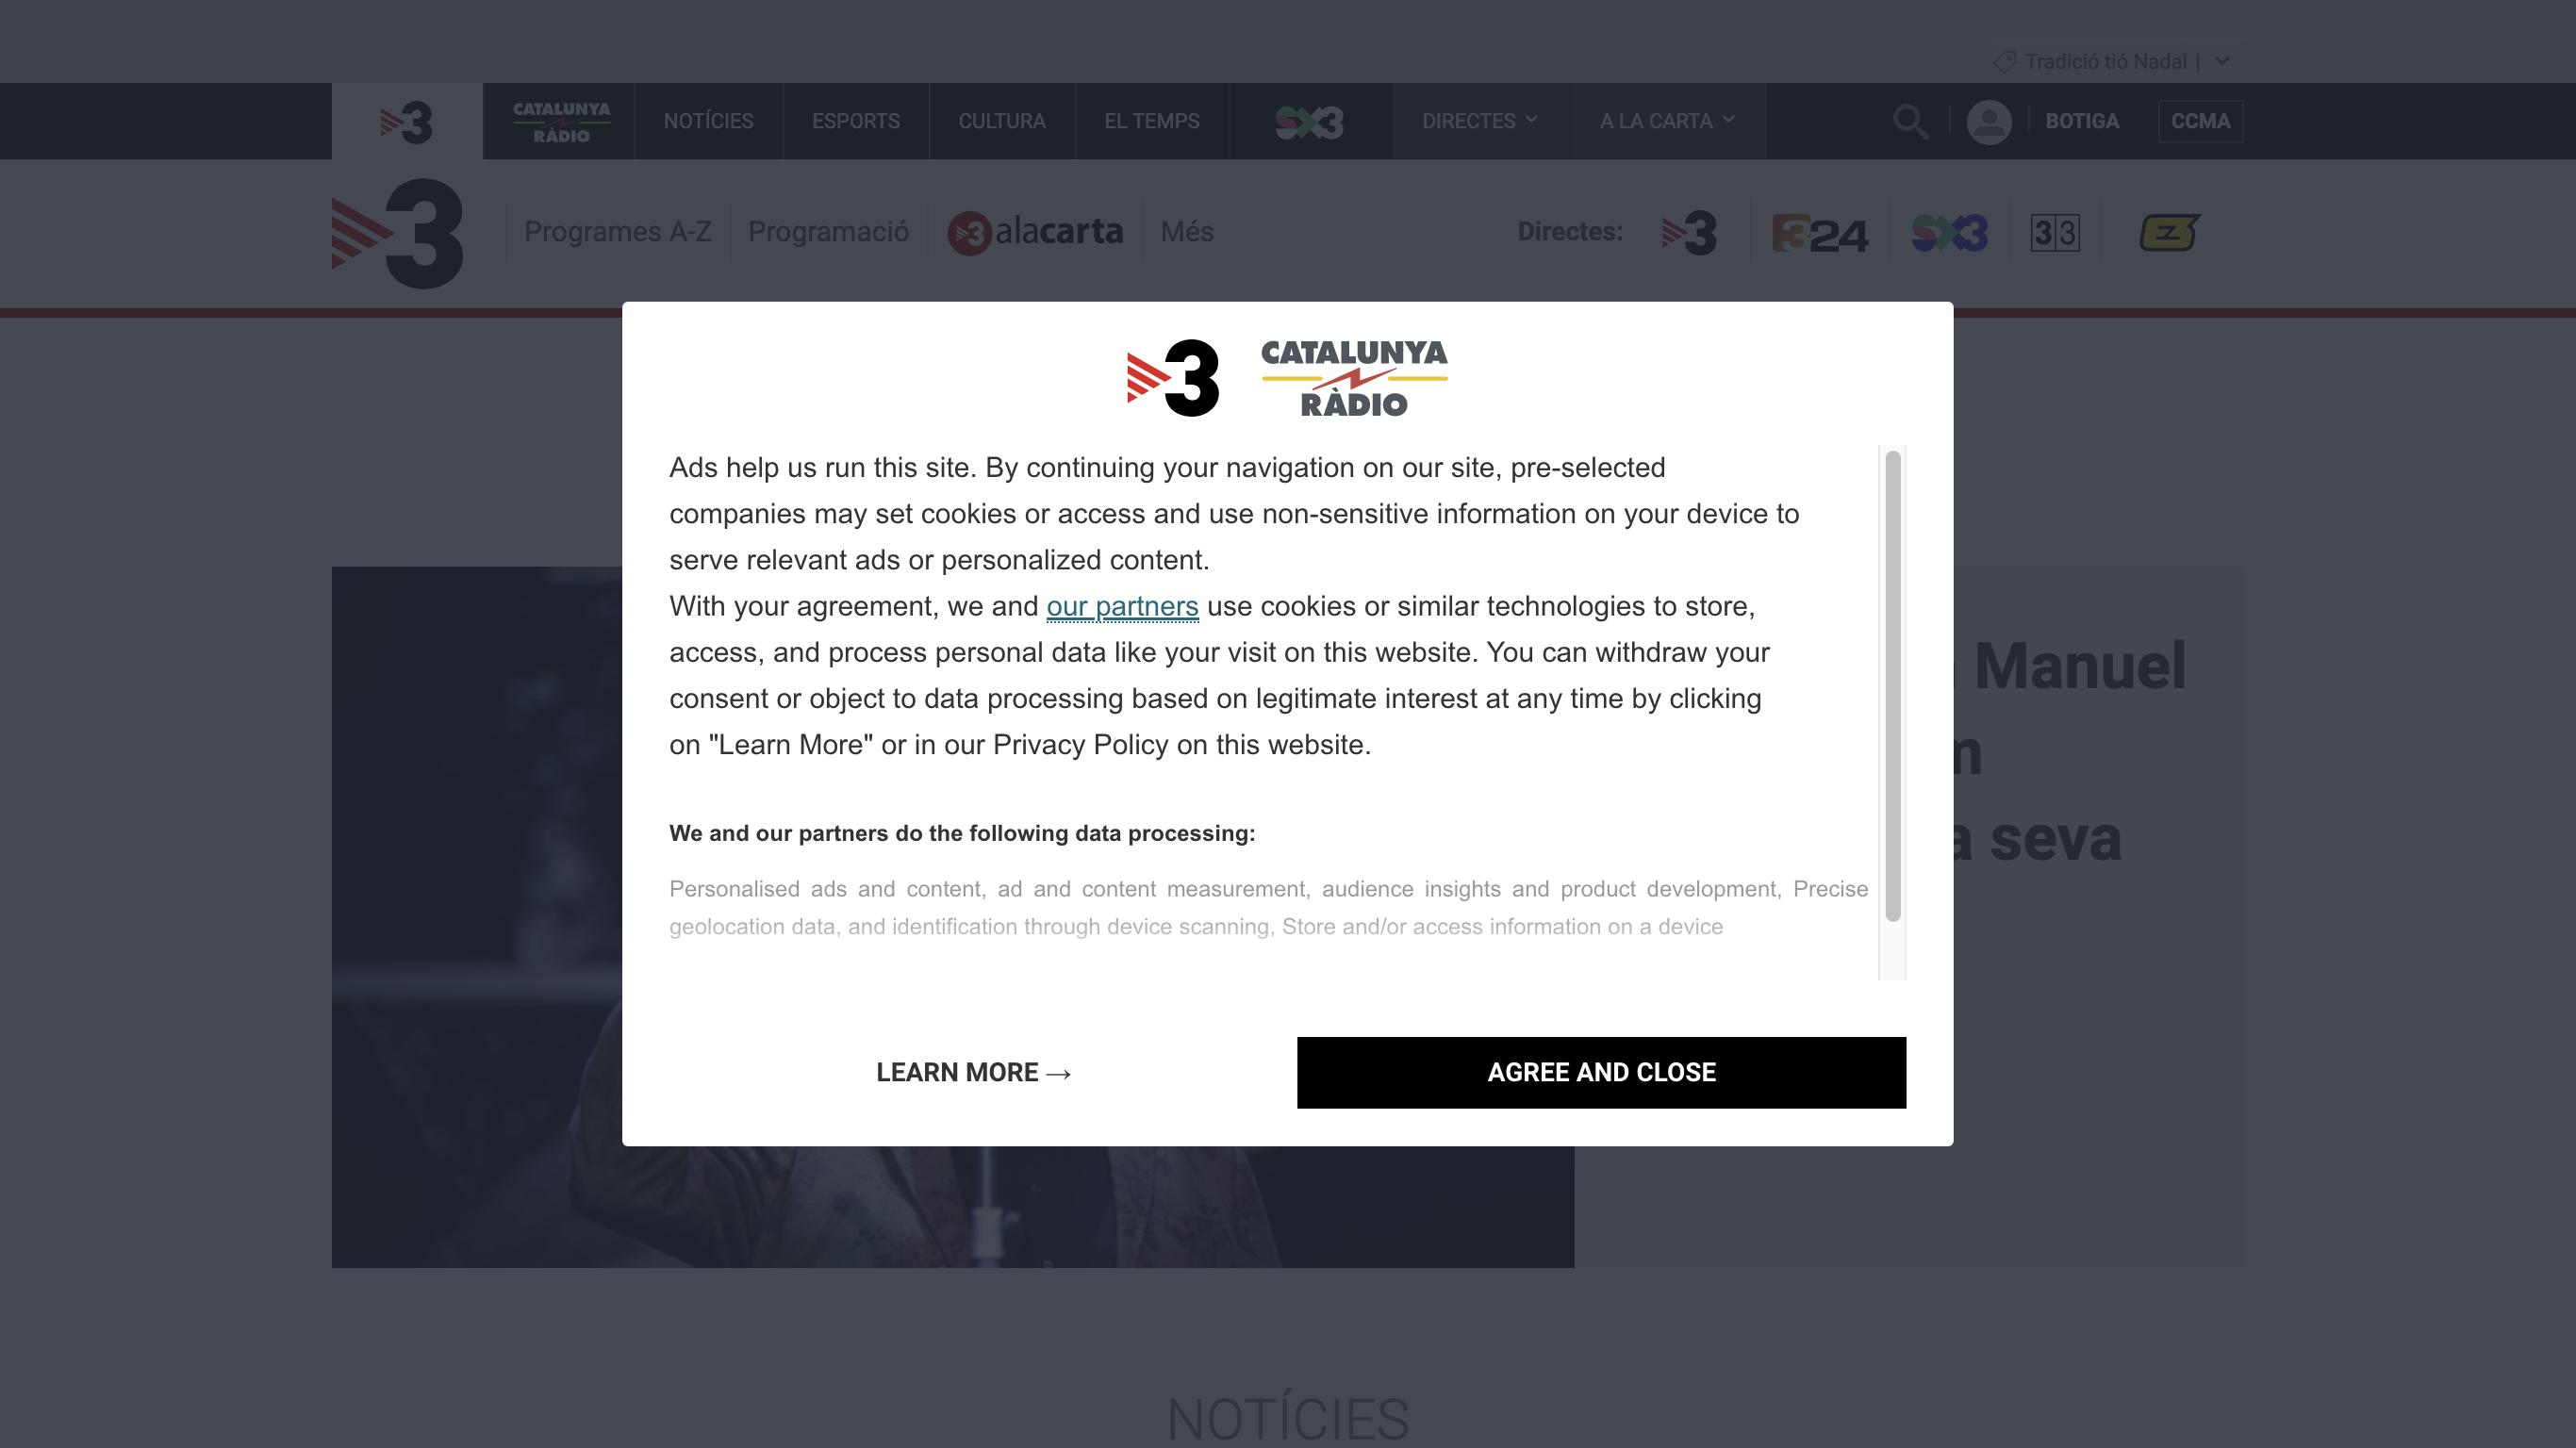 Tradició tió Nadal |
3
CATALUNYA
RÀDIO
NOTÍCIES
ESPORTS
CULTURA
EL TEMPS
SX3
DIRECTES
A LA CARTA
BOTIGA
CCMA
3
Programes A-Z
Programació
3 alacarta
Més
Directes:
3
3·24
SX3
33
Z
3
CATALUNYA
RÀDIO
Ads help us run this site. By continuing your navigation on our site, pre-selected
companies may set cookies or access and use non-sensitive information on your device to
serve relevant ads or personalized content.
With your agreement, we and our partners use cookies or similar technologies to store,
access, and process personal data like your visit on this website. You can withdraw your
consent or object to data processing based on legitimate interest at any time by clicking
on "Learn More" or in our Privacy Policy on this website.
We and our partners do the following data processing:
Personalised ads and content, ad and content measurement, audience insights and product development, Precise
geolocation data, and identification through device scanning, Store and/or access information on a device
LEARN MORE →
AGREE AND CLOSE
Manuel
seva
NOTÍCIES